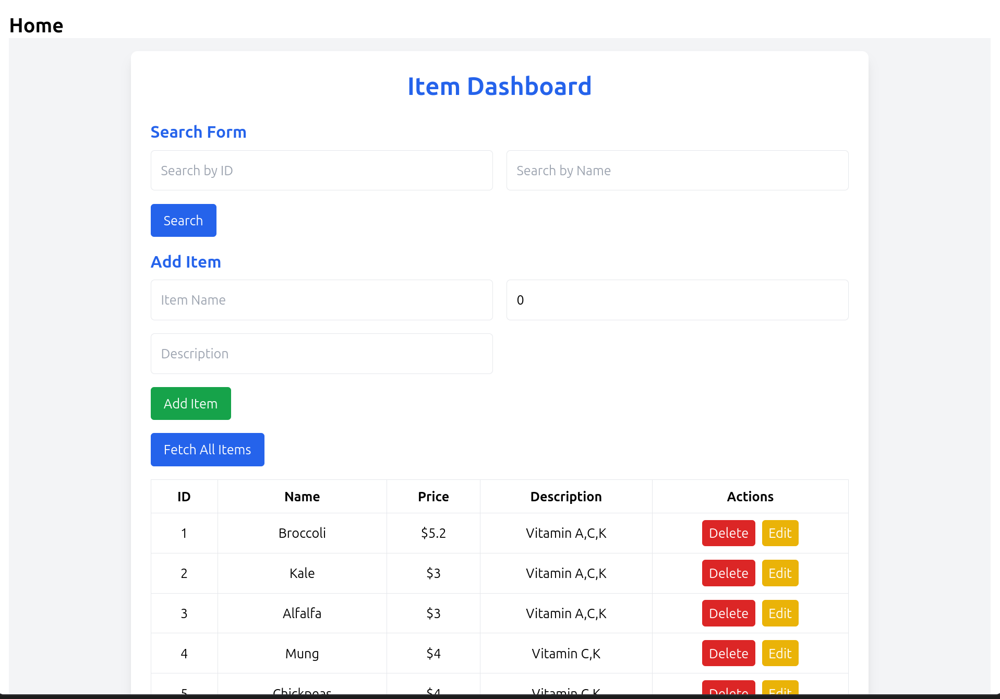 Home
Item Dashboard
Search Form
Search by ID Search by Name
Search
Add Item
Item Name 0
Description
Add Item
Fetch All Items
ID Name Price Description Actions
1 Broccoli $5.2 Vitamin A,C,K Delete Edit
2 Kale $3 Vitamin A,C,K Delete Edit
3 Alfalfa $3 Vitamin A,C,K Delete Edit
4 Mung $4 Vitamin C,K Delete Edit
5 Chickpeas $4 Vitamin C,K Delete Edit